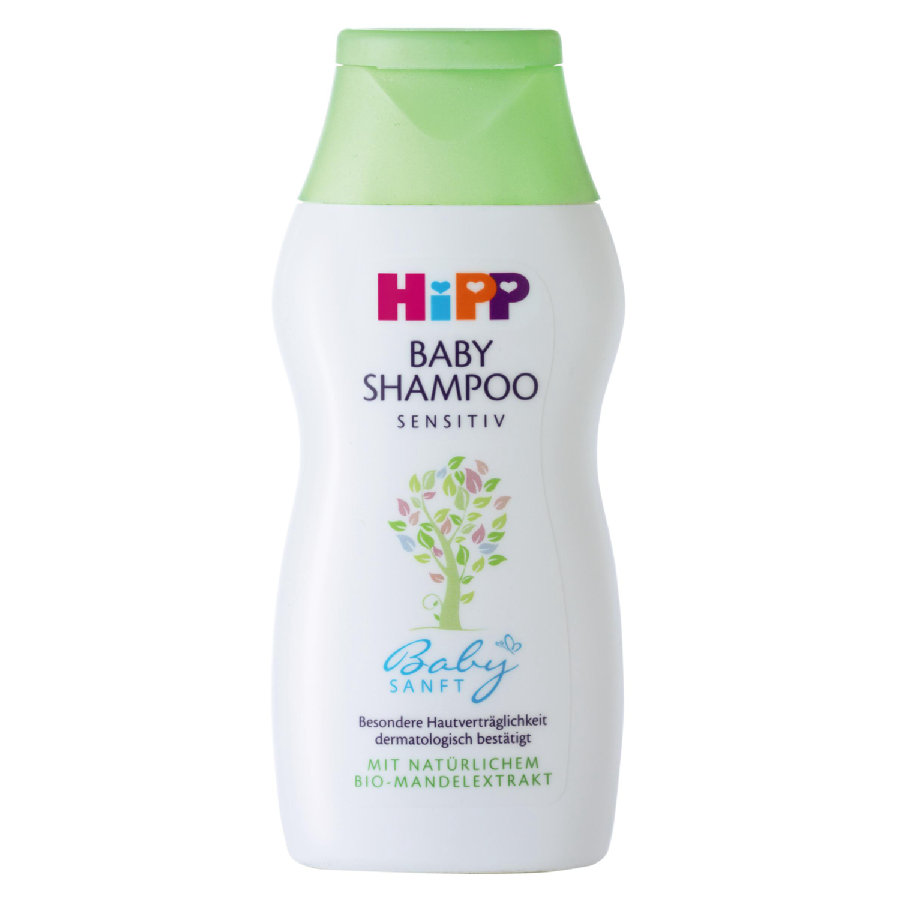 HiPP
BABY
SHAMPOO
SENSITIV
Baby
SANFT
Besondere Hautverträglichkeit
dermatologisch bestätigt
MIT NATÜRLICHEM
BIO-MANDELEXTRAKT